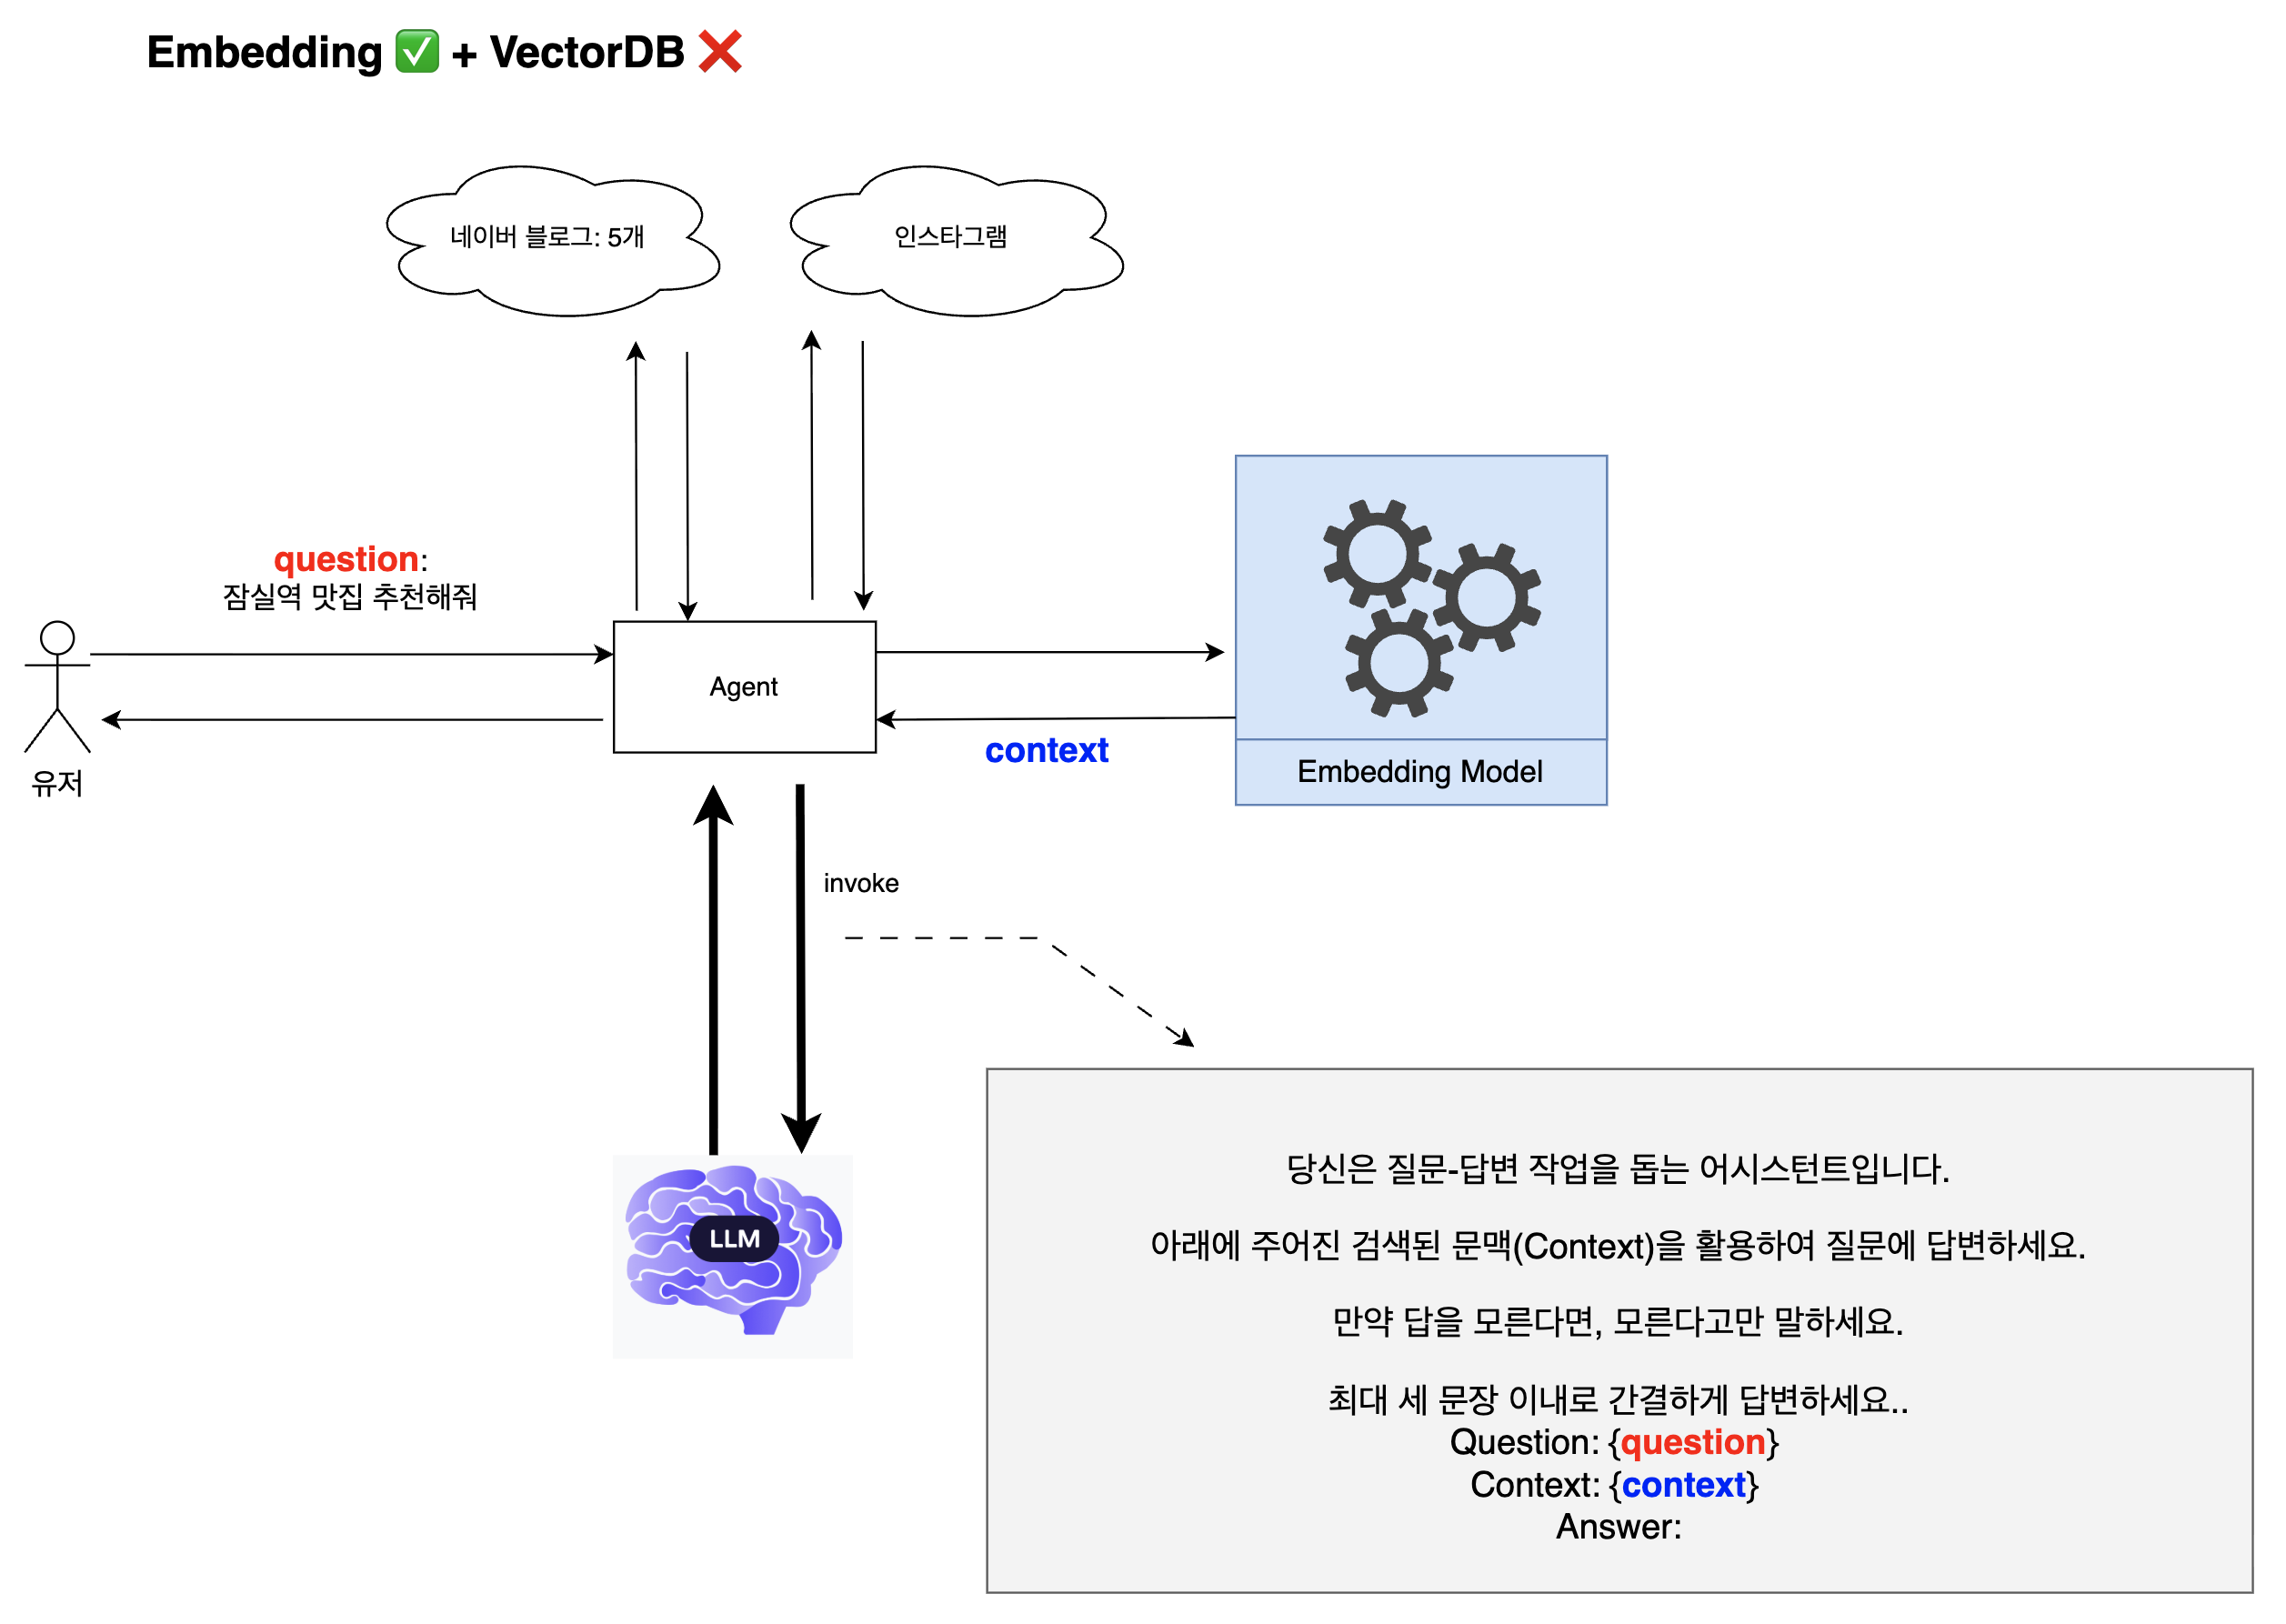 Embedding ✅ + VectorDB ❌
네이버 블로그: 5개
인스타그램
question:
잠실역 맛집 추천해줘
유저
Agent
context
Embedding Model
invoke
LLM
당신은 질문-답변 작업을 돕는 어시스턴트입니다.
아래에 주어진 검색된 문맥(Context)을 활용하여 질문에 답변하세요.
만약 답을 모른다면, 모른다고만 말하세요.
최대 세 문장 이내로 간결하게 답변하세요..
Question: {question}
Context: {context}
Answer: